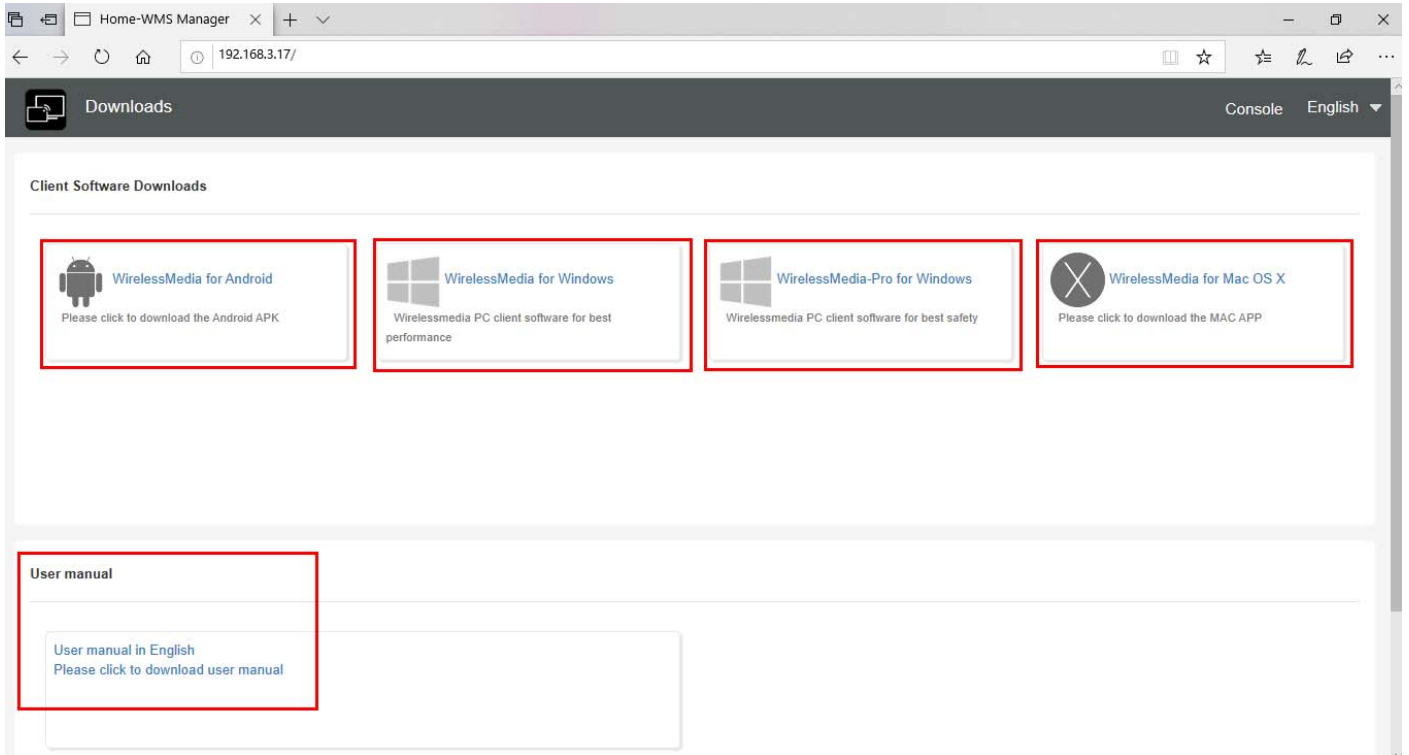 Home-WMS Manager
192.168.3.17/
Downloads
Console
English
Client Software Downloads
WirelessMedia for Android
Please click to download the Android APK
WirelessMedia for Windows
Wirelessmedia PC client software for best
performance
WirelessMedia-Pro for Windows
Wirelessmedia PC client software for best safety
WirelessMedia for Mac OS X
Please click to download the MAC APP
User manual
User manual in English
Please click to download user manual